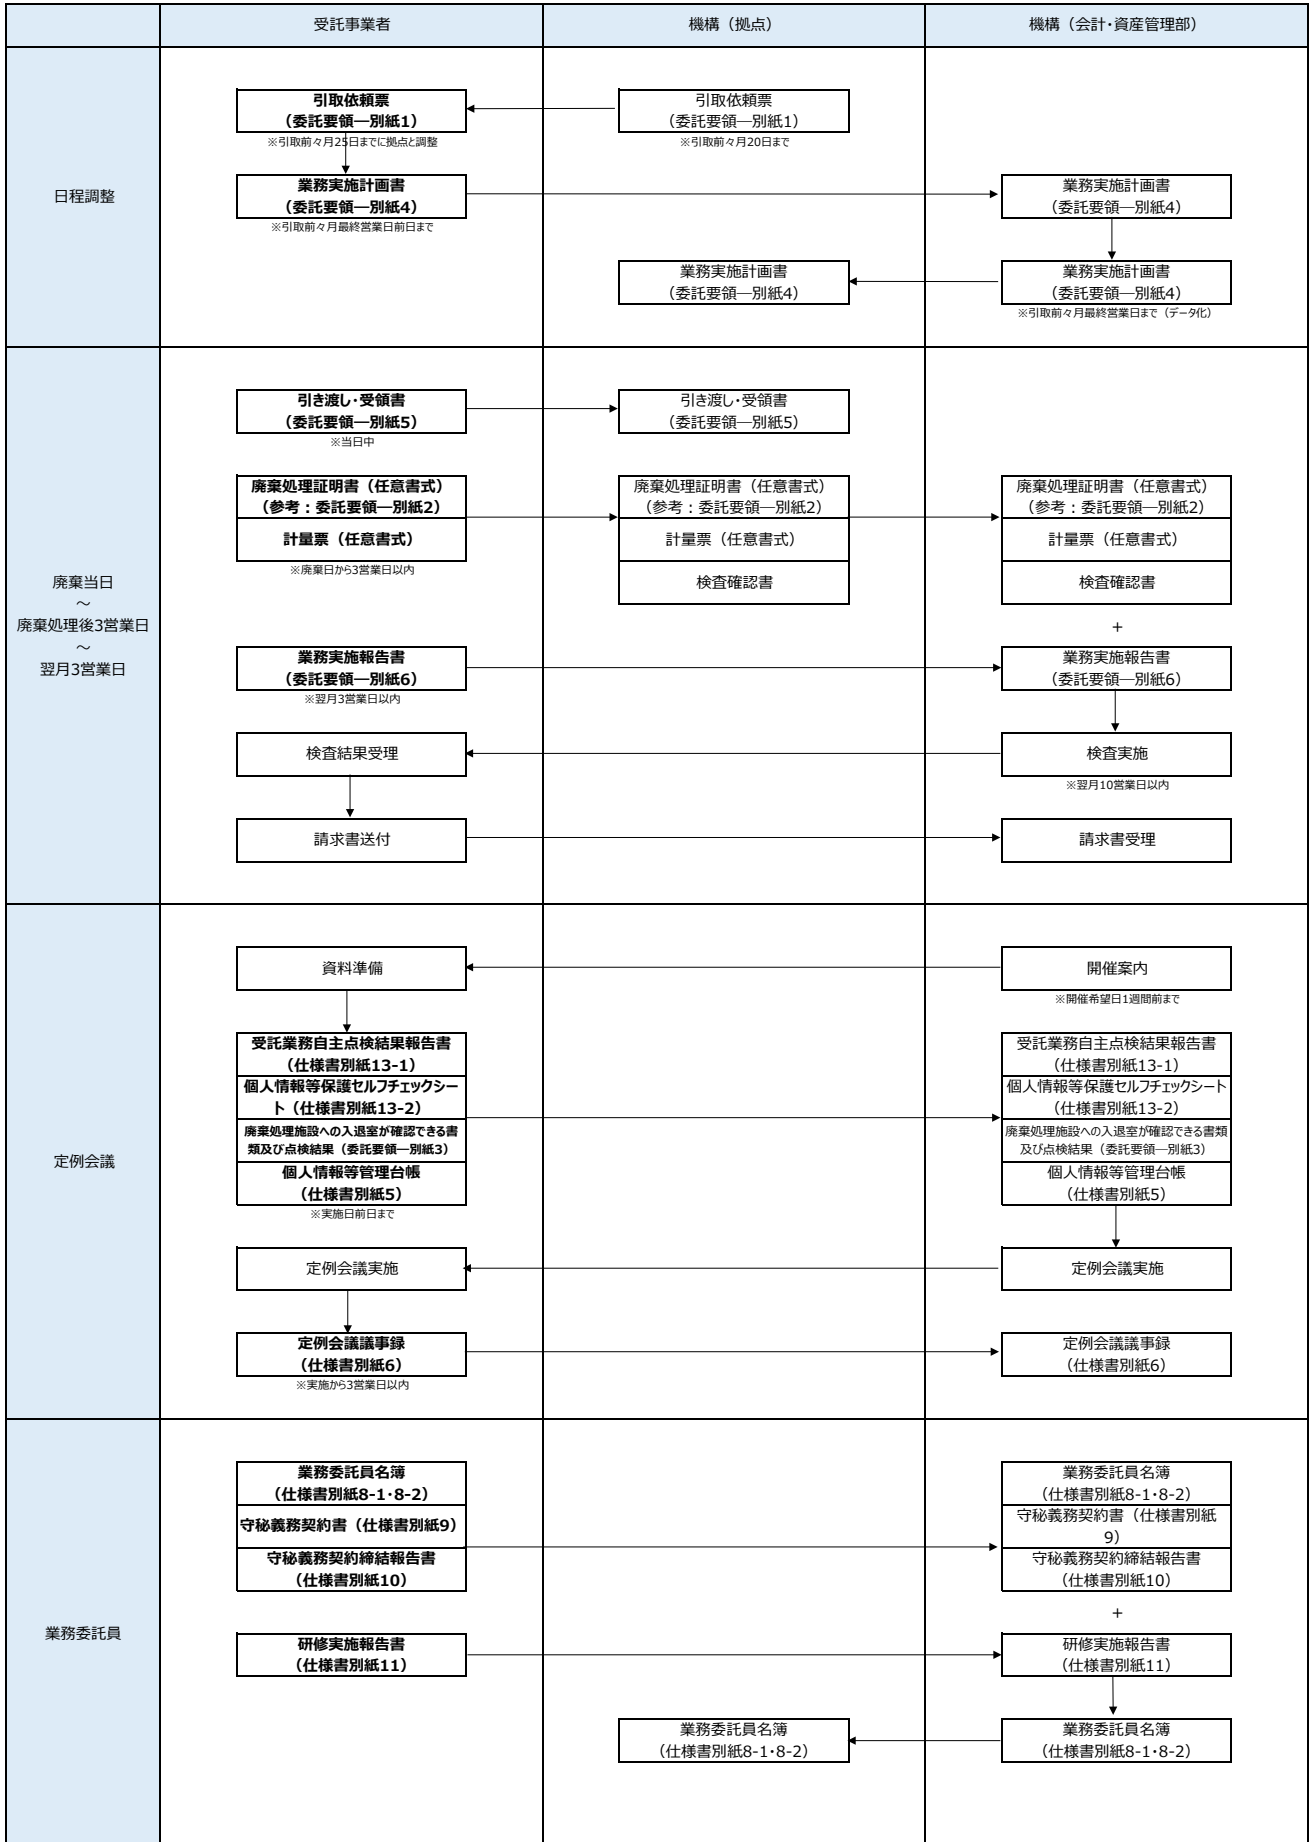 受託事業者
機構（拠点）
機構（会計・資産管理部）
日程調整
引取依頼票
（委託要領―別紙1）
※引取前々月25日までに拠点と調整
引取依頼票
（委託要領―別紙1）
※引取前々月20日まで
業務実施計画書
（委託要領―別紙4）
※引取前々月最終営業日前日まで
業務実施計画書
（委託要領―別紙4）
業務実施計画書
（委託要領―別紙4）
業務実施計画書
（委託要領―別紙4）
※引取前々月最終営業日まで（データ化）
廃棄当日
～
廃棄処理後3営業日
～
翌月3営業日
引き渡し・受領書
（委託要領―別紙5）
※当日中
引き渡し・受領書
（委託要領―別紙5）
廃棄処理証明書（任意書式）
（参考：委託要領―別紙2）
計量票（任意書式）
※廃棄日から3営業日以内
廃棄処理証明書（任意書式）
（参考：委託要領―別紙2）
計量票（任意書式）
検査確認書
廃棄処理証明書（任意書式）
（参考：委託要領―別紙2）
計量票（任意書式）
検査確認書
+
業務実施報告書
（委託要領―別紙6）
※翌月3営業日以内
業務実施報告書
（委託要領―別紙6）
検査結果受理
検査実施
※翌月10営業日以内
請求書送付
請求書受理
定例会議
資料準備
開催案内
※開催希望日1週間前まで
受託業務自主点検結果報告書
（仕様書別紙13-1）
個人情報等保護セルフチェックシー
ト（仕様書別紙13-2）
廃棄処理施設への入退室が確認できる書
類及び点検結果（委託要領―別紙3）
個人情報等管理台帳
（仕様書別紙5）
※実施日前日まで
受託業務自主点検結果報告書
（仕様書別紙13-1）
個人情報等保護セルフチェックシート
（仕様書別紙13-2）
廃棄処理施設への入退室が確認できる書類
及び点検結果（委託要領―別紙3）
個人情報等管理台帳
（仕様書別紙5）
定例会議実施
定例会議実施
定例会議議事録
（仕様書別紙6）
※実施から3営業日以内
定例会議議事録
（仕様書別紙6）
業務委託員
業務委託員名簿
（仕様書別紙8-1・8-2）
守秘義務契約書（仕様書別紙9）
守秘義務契約締結報告書
（仕様書別紙10）
業務委託員名簿
（仕様書別紙8-1・8-2）
守秘義務契約書（仕様書別紙
9）
守秘義務契約締結報告書
（仕様書別紙10）
+
研修実施報告書
（仕様書別紙11）
研修実施報告書
（仕様書別紙11）
業務委託員名簿
（仕様書別紙8-1・8-2）
業務委託員名簿
（仕様書別紙8-1・8-2）